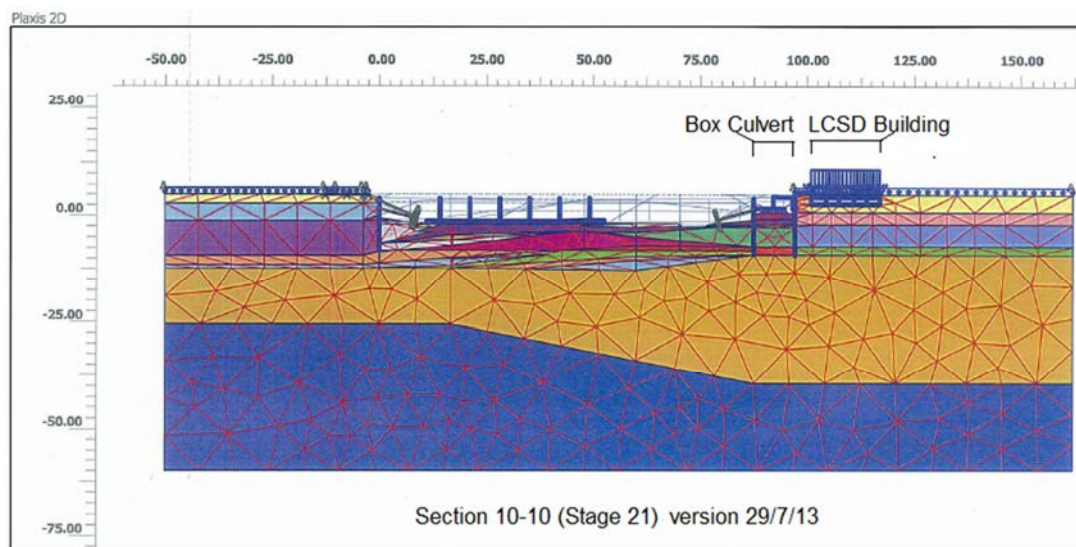 Plaxis 2D
-50.00 -25.00 0.00 25.00 50.00 75.00 100.00 125.00 150.00
25.00
Box Culvert LCSD Building
0.00
-25.00
-50.00
Section 10-10 (Stage 21) version 29/7/13
-75.00